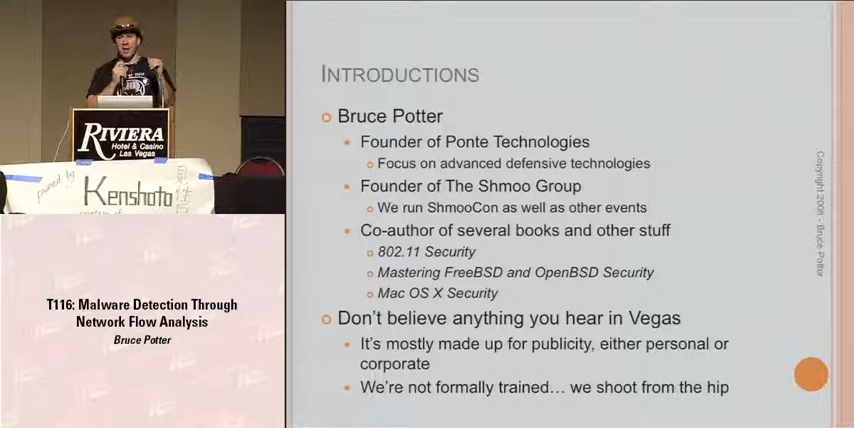 RIVIERA
Hotel & Casino
Las Vegas
pwned by
Kenshoto
T116: Malware Detection Through
Network Flow Analysis
Bruce Potter
INTRODUCTIONS
Bruce Potter
Founder of Ponte Technologies
Focus on advanced defensive technologies
Founder of The Shmoo Group
We run ShmooCon as well as other events
Co-author of several books and other stuff
802.11 Security
Mastering FreeBSD and OpenBSD Security
Mac OS X Security
Don't believe anything you hear in Vegas
It's mostly made up for publicity, either personal or
corporate
We're not formally trained… we shoot from the hip
Copyright 2008 - Bruce Potter